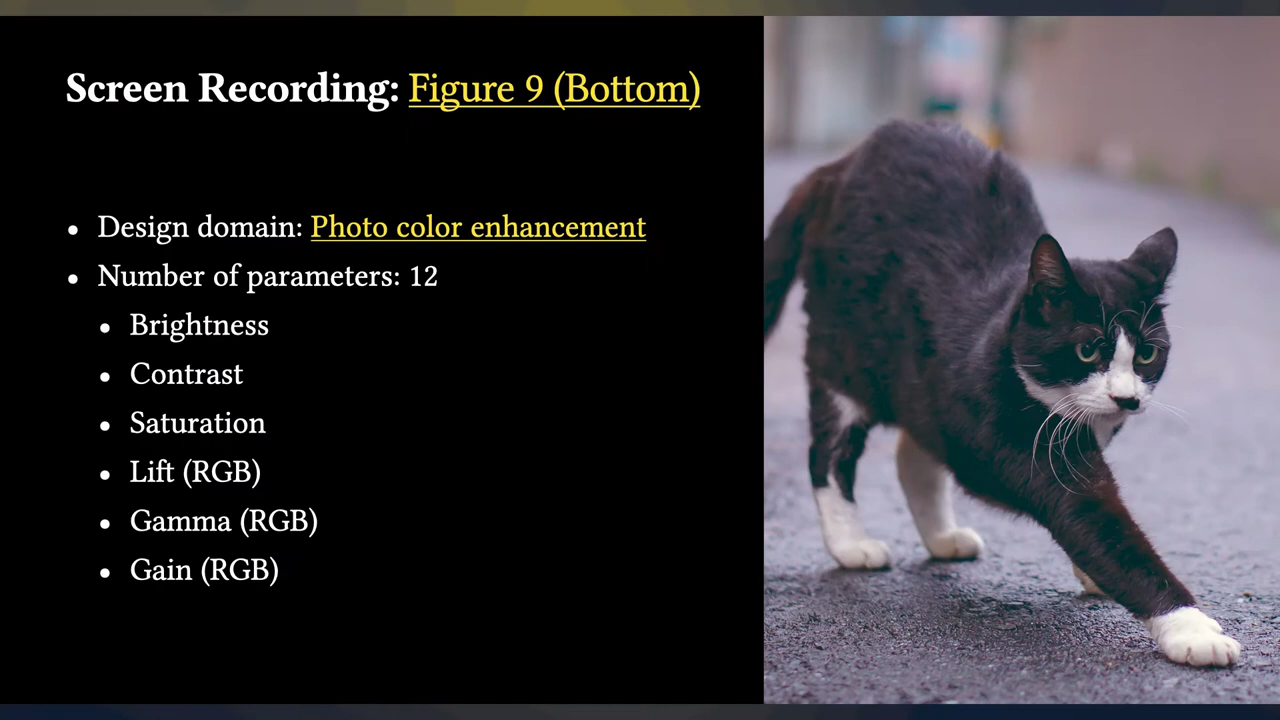 Screen Recording: Figure 9 (Bottom)
• Design domain: Photo color enhancement
• Number of parameters: 12
• Brightness
• Contrast
• Saturation
• Lift (RGB)
• Gamma (RGB)
• Gain (RGB)